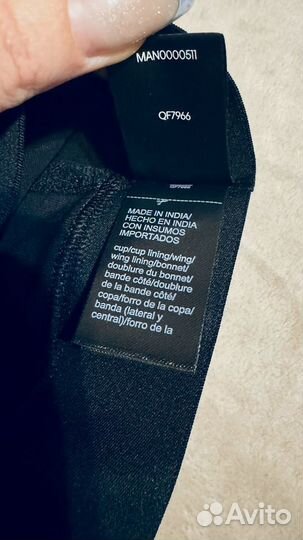 MAN0000511
QF7966
MADE IN INDIA/
HECHO EN INDIA
CON INSUMOS
IMPORTADOS
cup/cup lining/wing/
wing lining/bonnet/
doublure du bonnet/
bande côté/doublure
de la bande côté/
copa/forro de la copa/
banda (lateral y
central)/forro de la
Avito